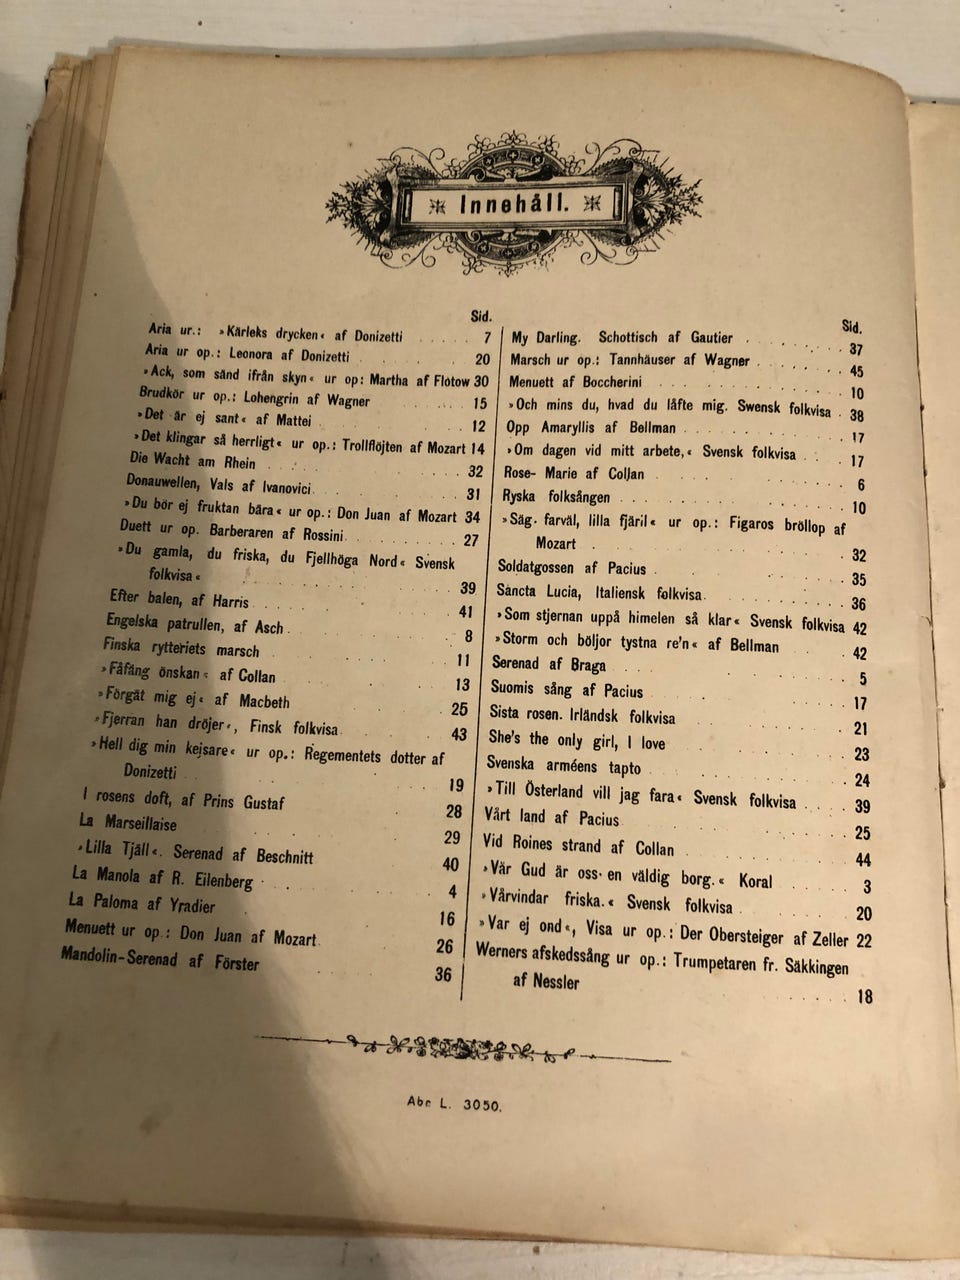 Innehåll.
Sid.
Aria ur.: »Kärleks drycken« af Donizetti . . . . . 7
Aria ur op.: Leonora af Donizetti . . . . . 20
»Ack, som sänd ifrån skyn« ur op: Martha af Flotow 30
Brudkör ur op.: Lohengrin af Wagner . . . . 15
»Det är ej sant« af Mattei . . . . . 12
»Det klingar så herrligt« ur op.: Trollflöjten af Mozart 14
Die Wacht am Rhein . . . . . 32
Donauwellen, Vals af Ivanovici . . . . . 31
»Du bör ej fruktan bära« ur op.: Don Juan af Mozart 34
Duett ur op. Barberaren af Rossini . . . . . 27
»Du gamla, du friska, du Fjellhöga Nord« Svensk
folkvisa« . . . . . 39
Efter balen, af Harris . . . . . 41
Engelska patrullen, af Asch . . . . . 8
Finska rytteriets marsch . . . . . 11
»Fåfäng önskan« af Collan . . . . . 13
»Förgät mig ej« af Macbeth . . . . . 25
»Fjerran han dröjer«, Finsk folkvisa . . . . . 43
»Hell dig min kejsare« ur op.: Regementets dotter af
Donizetti . . . . . 19
I rosens doft, af Prins Gustaf . . . . . 28
La Marseillaise . . . . . 29
»Lilla Tjäll«. Serenad af Beschnitt . . . . . 40
La Manola af R. Eilenberg . . . . . 4
La Paloma af Yradier . . . . . 16
Menuett ur op.: Don Juan af Mozart . . . . . 26
Mandolin-Serenad af Förster . . . . . 36
Sid.
My Darling. Schottisch af Gautier . . . . . 37
Marsch ur op.: Tannhäuser af Wagner . . . . . 45
Menuett af Boccherini . . . . . 10
»Och mins du, hvad du låfte mig. Swensk folkvisa . 38
Opp Amaryllis af Bellman . . . . . 17
»Om dagen vid mitt arbete,« Svensk folkvisa . . . 17
Rose- Marie af Collan . . . . . 6
Ryska folksången . . . . . 10
»Säg. farväl, lilla fjäril« ur op.: Figaros bröllop af
Mozart . . . . . 32
Soldatgossen af Pacius . . . . . 35
Sancta Lucia, Italiensk folkvisa . . . . . 36
»Som stjernan uppå himelen så klar« Svensk folkvisa 42
»Storm och böljor tystna re'n« af Bellman . . . 42
Serenad af Braga . . . . . 5
Suomis sång af Pacius . . . . . 17
Sista rosen. Irländsk folkvisa . . . . . 21
She's the only girl, I love . . . . . 23
Svenska arméens tapto . . . . . 24
»Till Österland vill jag fara« Svensk folkvisa . . . . 39
Vårt land af Pacius . . . . . 25
Vid Roines strand af Collan . . . . . 44
»Vår Gud är oss en väldig borg.« Koral . . . . . 3
»Vårvindar friska.« Svensk folkvisa . . . . . 20
»Var ej ond«, Visa ur op.: Der Obersteiger af Zeller 22
Werners afskedssång ur op.: Trumpetaren fr. Säkkingen
af Nessler . . . . . 18
Abr L. 3050.